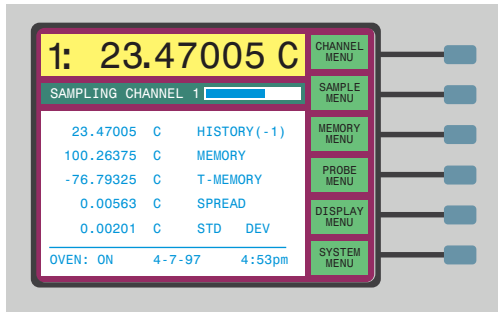 1: 23.47005 C
SAMPLING CHANNEL 1
23.47005 C HISTORY(-1)
100.26375 C MEMORY
-76.79325 C T-MEMORY
0.00563 C SPREAD
0.00201 C STD DEV
OVEN: ON 4-7-97 4:53pm
CHANNEL
MENU
SAMPLE
MENU
MEMORY
MENU
PROBE
MENU
DISPLAY
MENU
SYSTEM
MENU